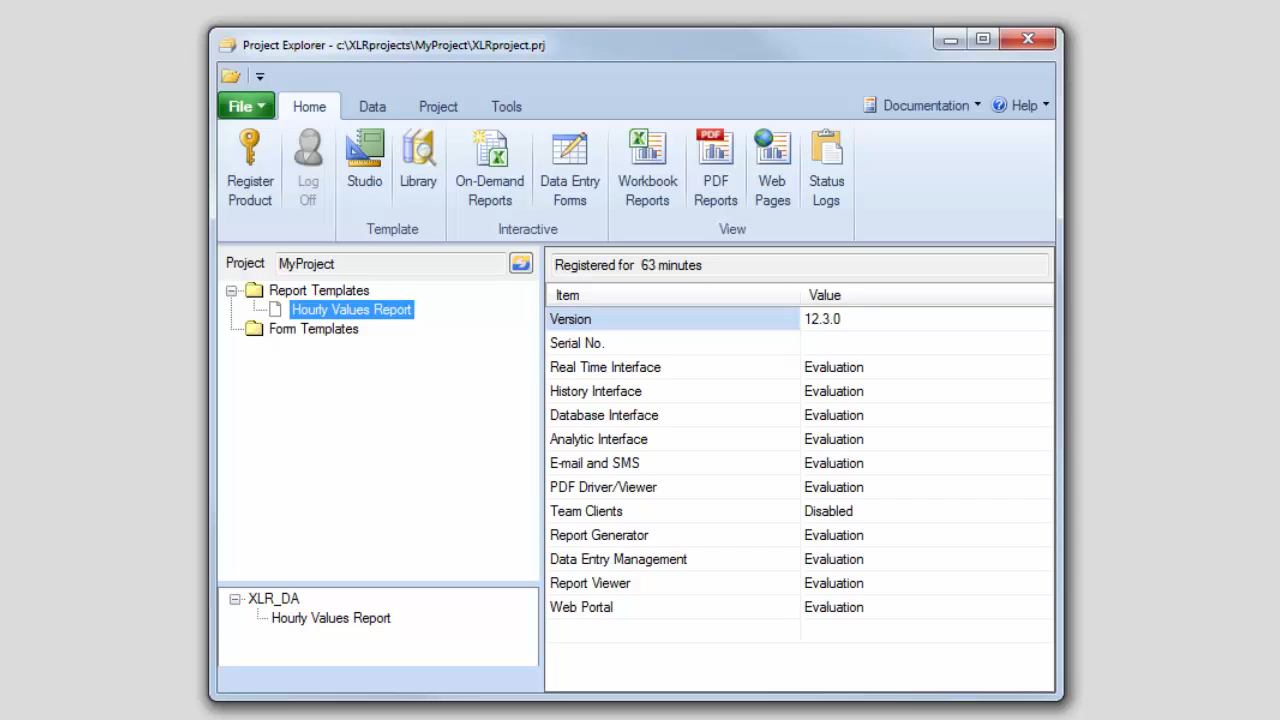 Project Explorer - c:\XLRprojects\MyProject\XLRproject.prj
File Home Data Project Tools Documentation Help
Register Product
Log Off
Studio
Library
On-Demand Reports
Data Entry Forms
Workbook Reports
PDF
PDF Reports
Web Pages
Status Logs
Template Interactive View
Project MyProject
Report Templates
Hourly Values Report
Form Templates
XLR_DA
Hourly Values Report
Registered for 63 minutes
Item Value
Version 12.3.0
Serial No.
Real Time Interface Evaluation
History Interface Evaluation
Database Interface Evaluation
Analytic Interface Evaluation
E-mail and SMS Evaluation
PDF Driver/Viewer Evaluation
Team Clients Disabled
Report Generator Evaluation
Data Entry Management Evaluation
Report Viewer Evaluation
Web Portal Evaluation